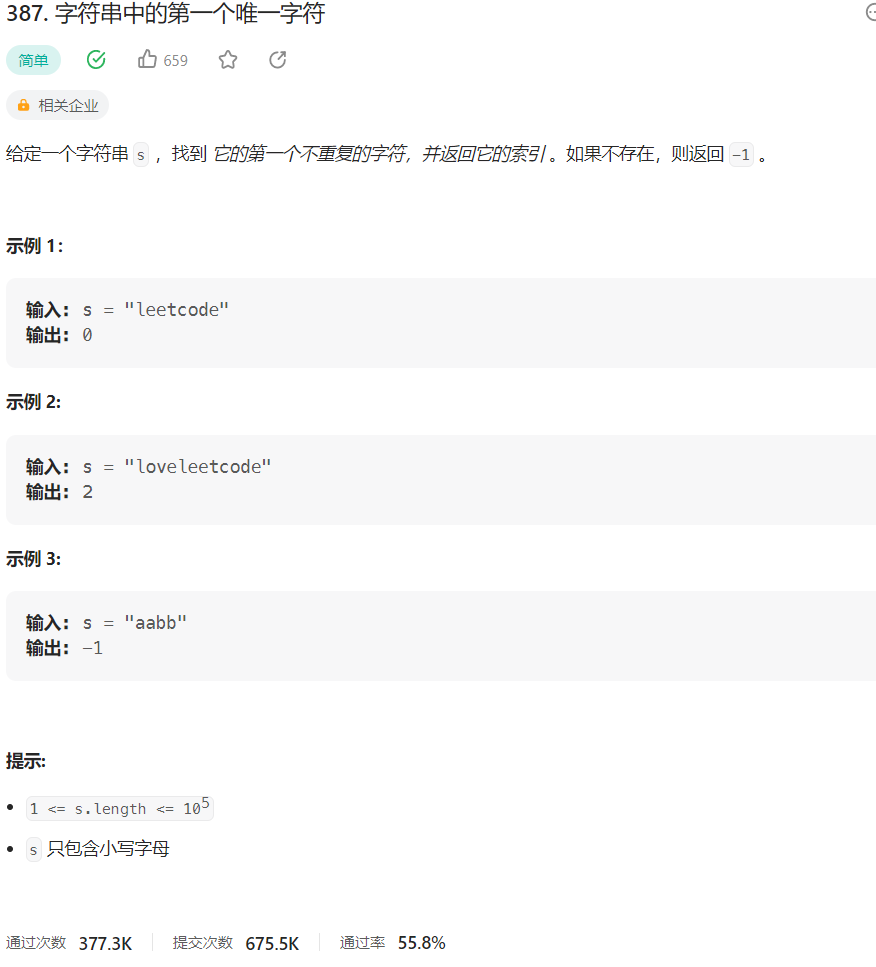 387. 字符串中的第一个唯一字符
简单 659
相关企业
给定一个字符串 s ，找到 它的第一个不重复的字符，并返回它的索引 。如果不存在，则返回 -1 。
示例 1：
输入: s = "leetcode"
输出: 0
示例 2:
输入: s = "loveleetcode"
输出: 2
示例 3:
输入: s = "aabb"
输出: -1
提示:
• 1 <= s.length <= 10⁵
• s 只包含小写字母
通过次数 377.3K 提交次数 675.5K 通过率 55.8%